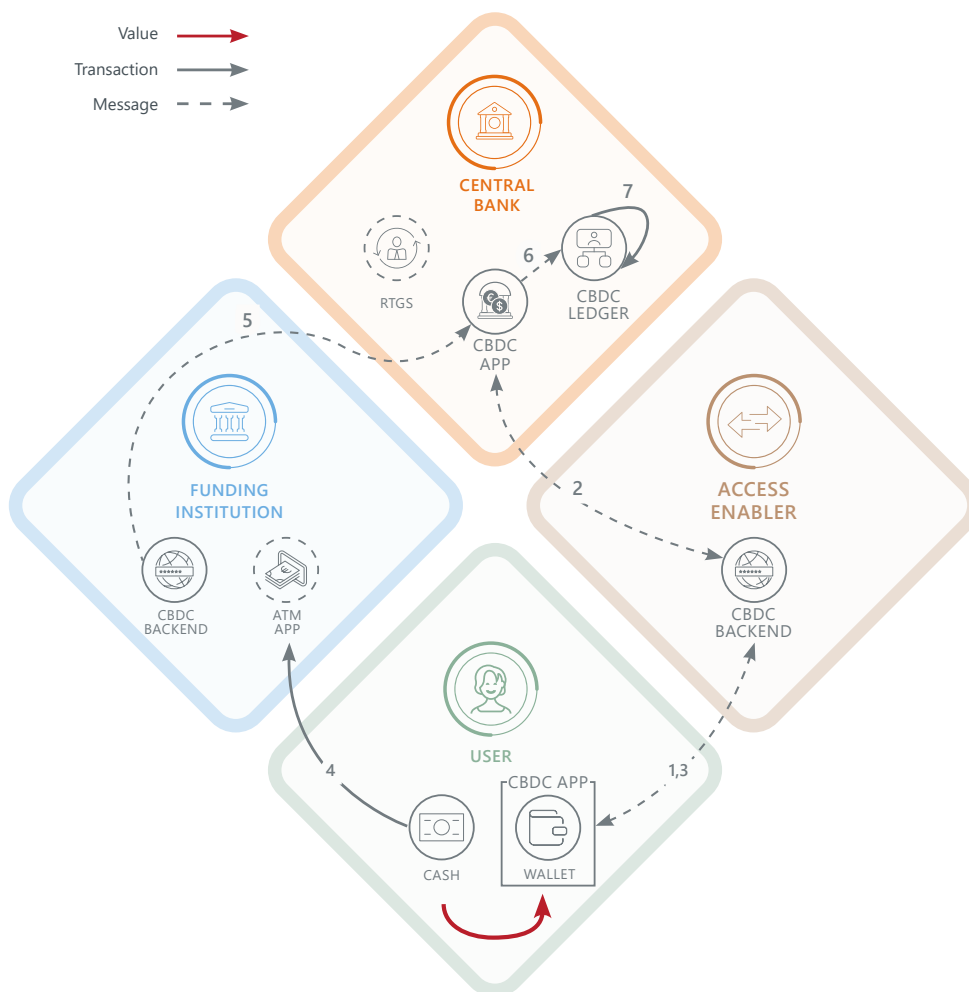 Value
Transaction
Message
CENTRAL
BANK
7
6
RTGS
CBDC
LEDGER
CBDC
APP
5
FUNDING
INSTITUTION
2
ACCESS
ENABLER
******
CBDC
BACKEND
€
ATM
APP
******
CBDC
BACKEND
€
$
USER
4
1,3
CBDC APP
CASH
WALLET